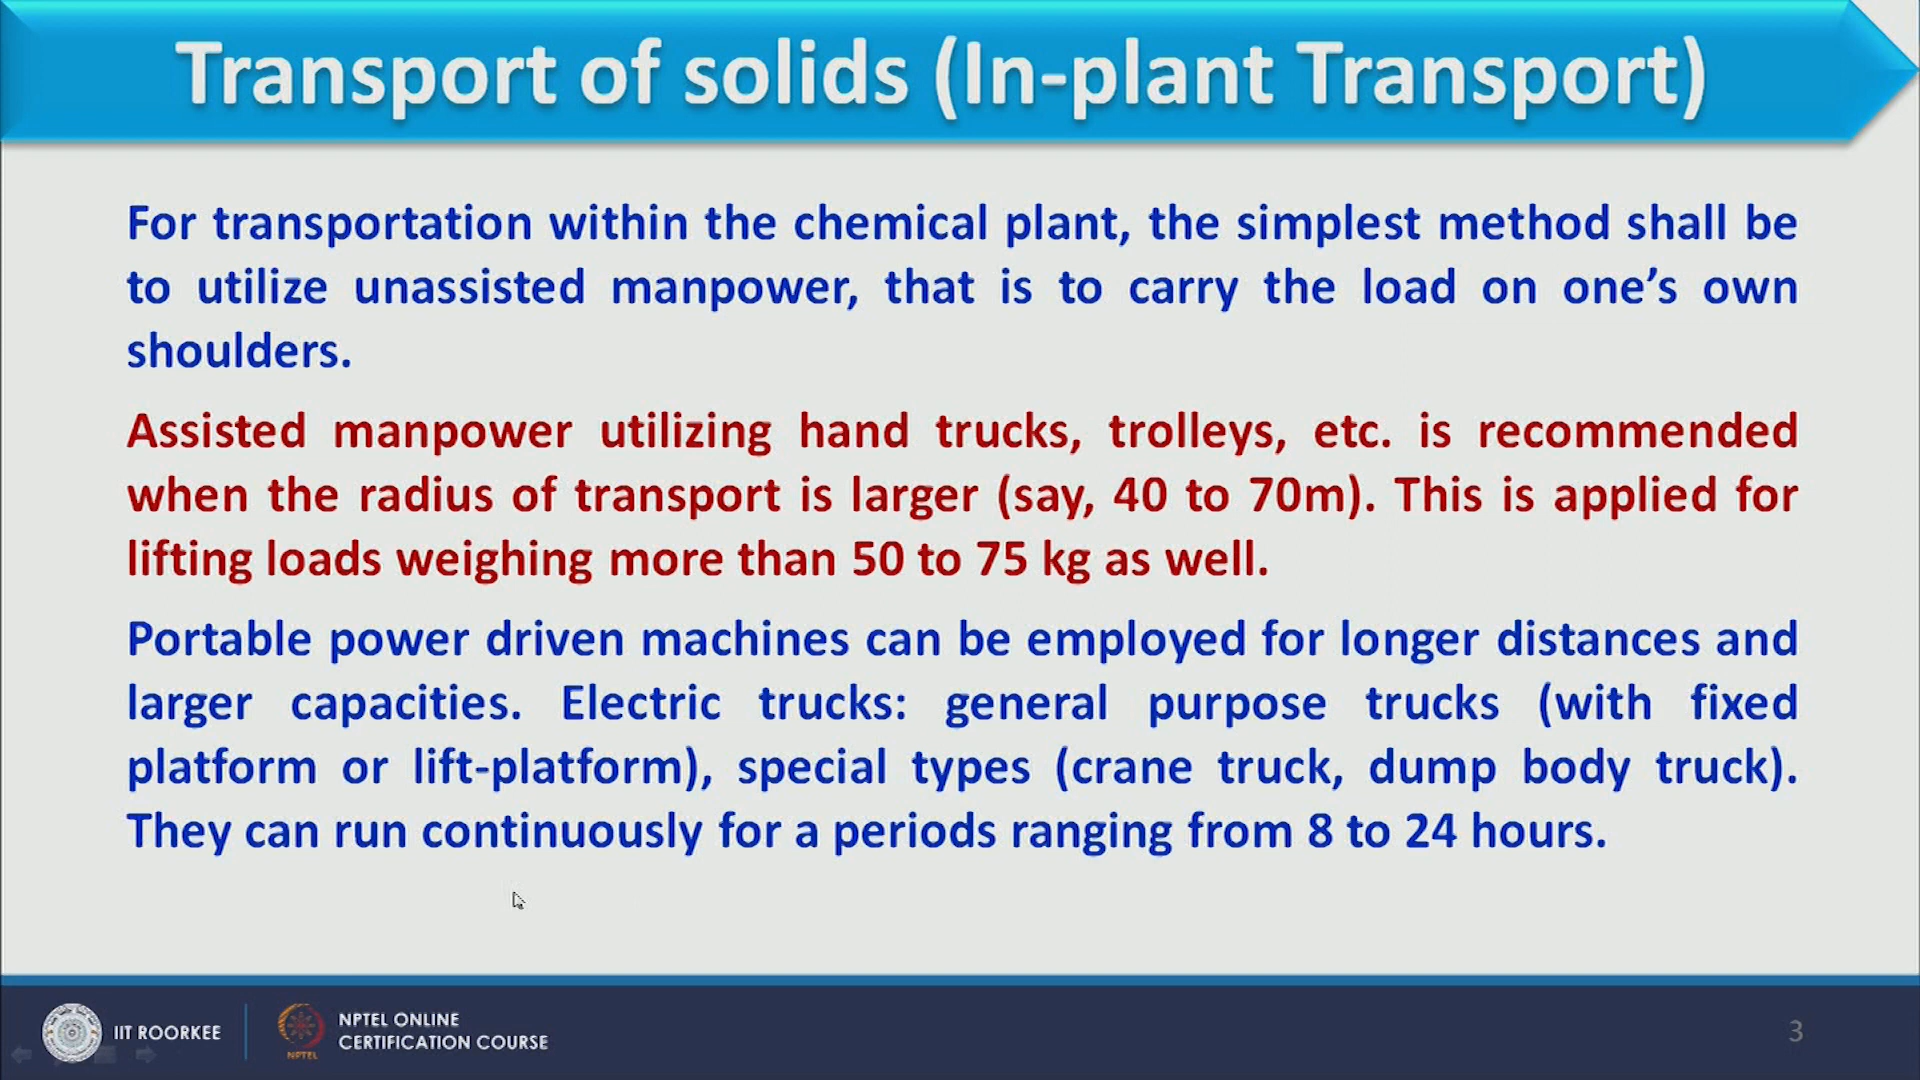 Transport of solids (In-plant Transport)
For transportation within the chemical plant, the simplest method shall be
to utilize unassisted manpower, that is to carry the load on one’s own
shoulders.
Assisted manpower utilizing hand trucks, trolleys, etc. is recommended
when the radius of transport is larger (say, 40 to 70m). This is applied for
lifting loads weighing more than 50 to 75 kg as well.
Portable power driven machines can be employed for longer distances and
larger capacities. Electric trucks: general purpose trucks (with fixed
platform or lift-platform), special types (crane truck, dump body truck).
They can run continuously for a periods ranging from 8 to 24 hours.
IIT ROORKEE
NPTEL
NPTEL ONLINE
CERTIFICATION COURSE
3